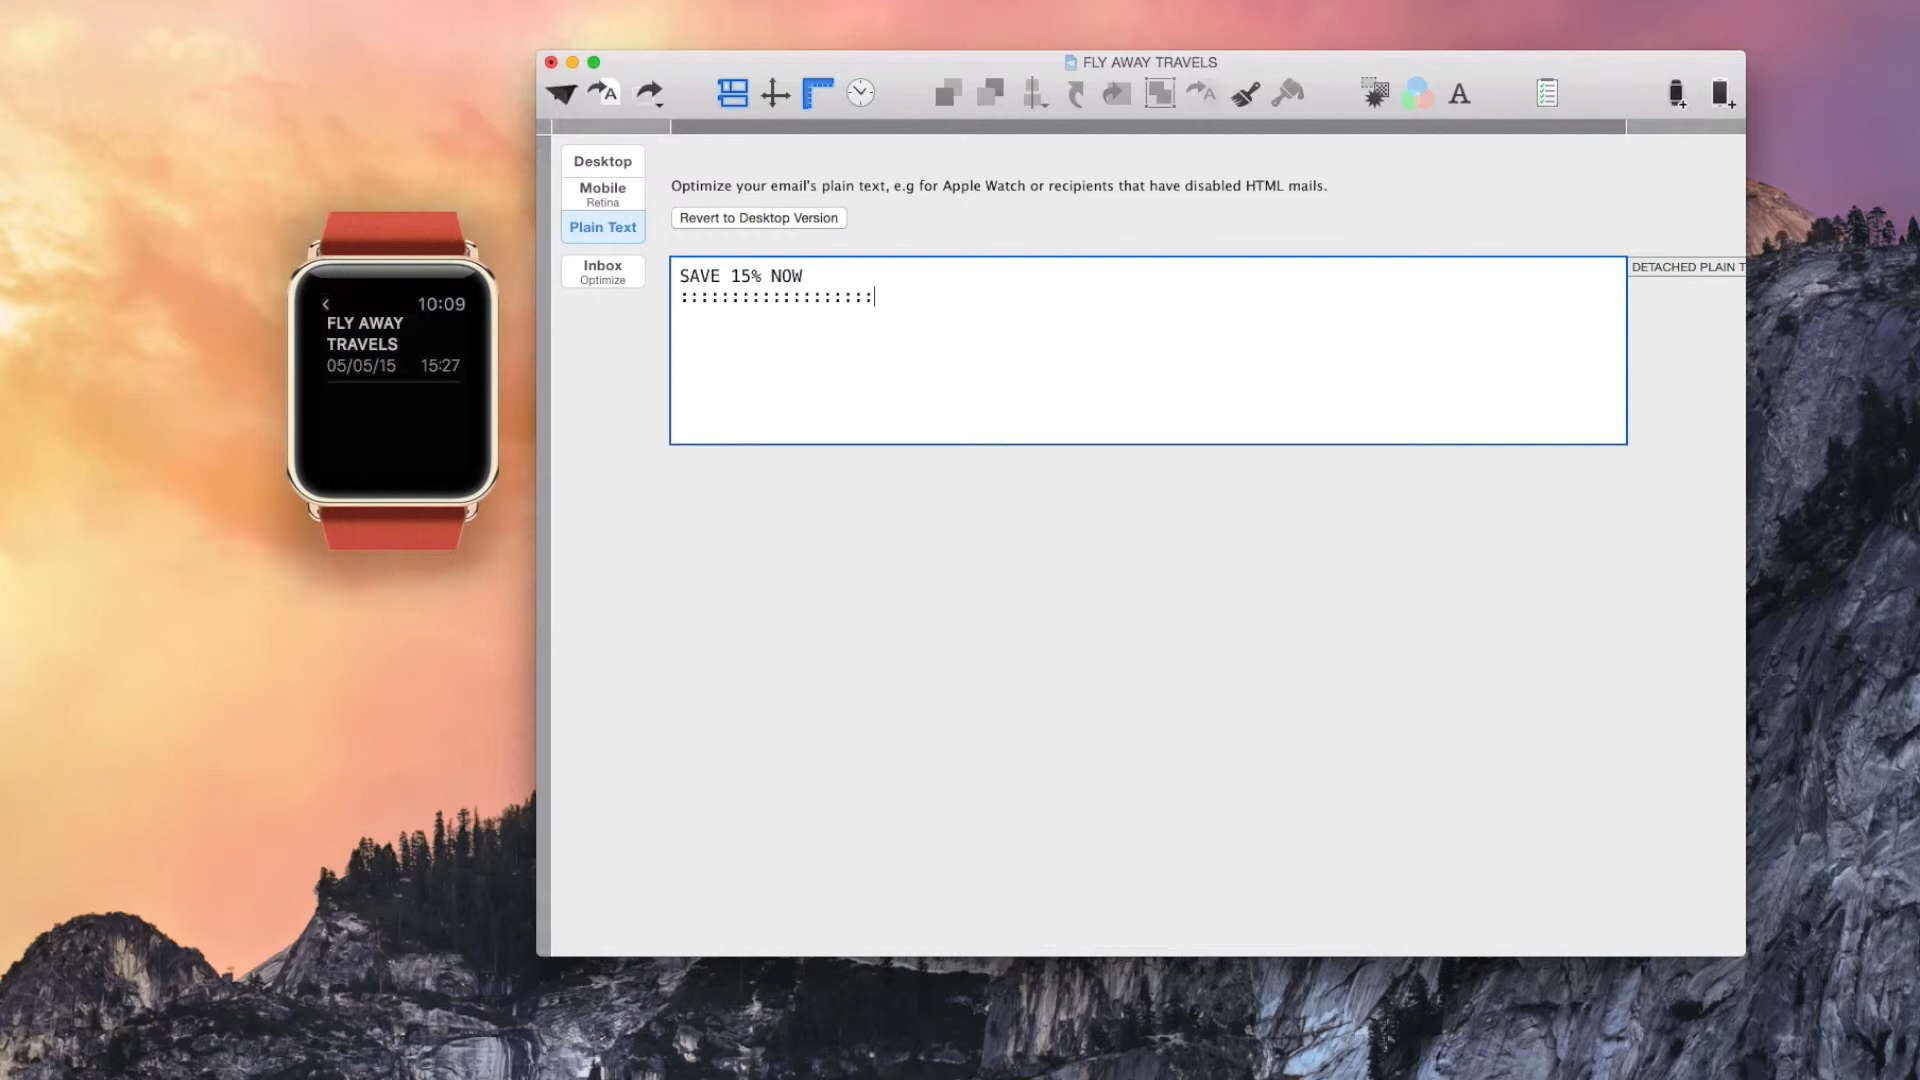 FLY AWAY TRAVELS
Desktop
Mobile
Retina
Plain Text
Inbox
Optimize
Optimize your email's plain text, e.g for Apple Watch or recipients that have disabled HTML mails.
Revert to Desktop Version
SAVE 15% NOW
:::::::::::::::::::
DETACHED PLAIN T
10:09
FLY AWAY
TRAVELS
05/05/15 15:27